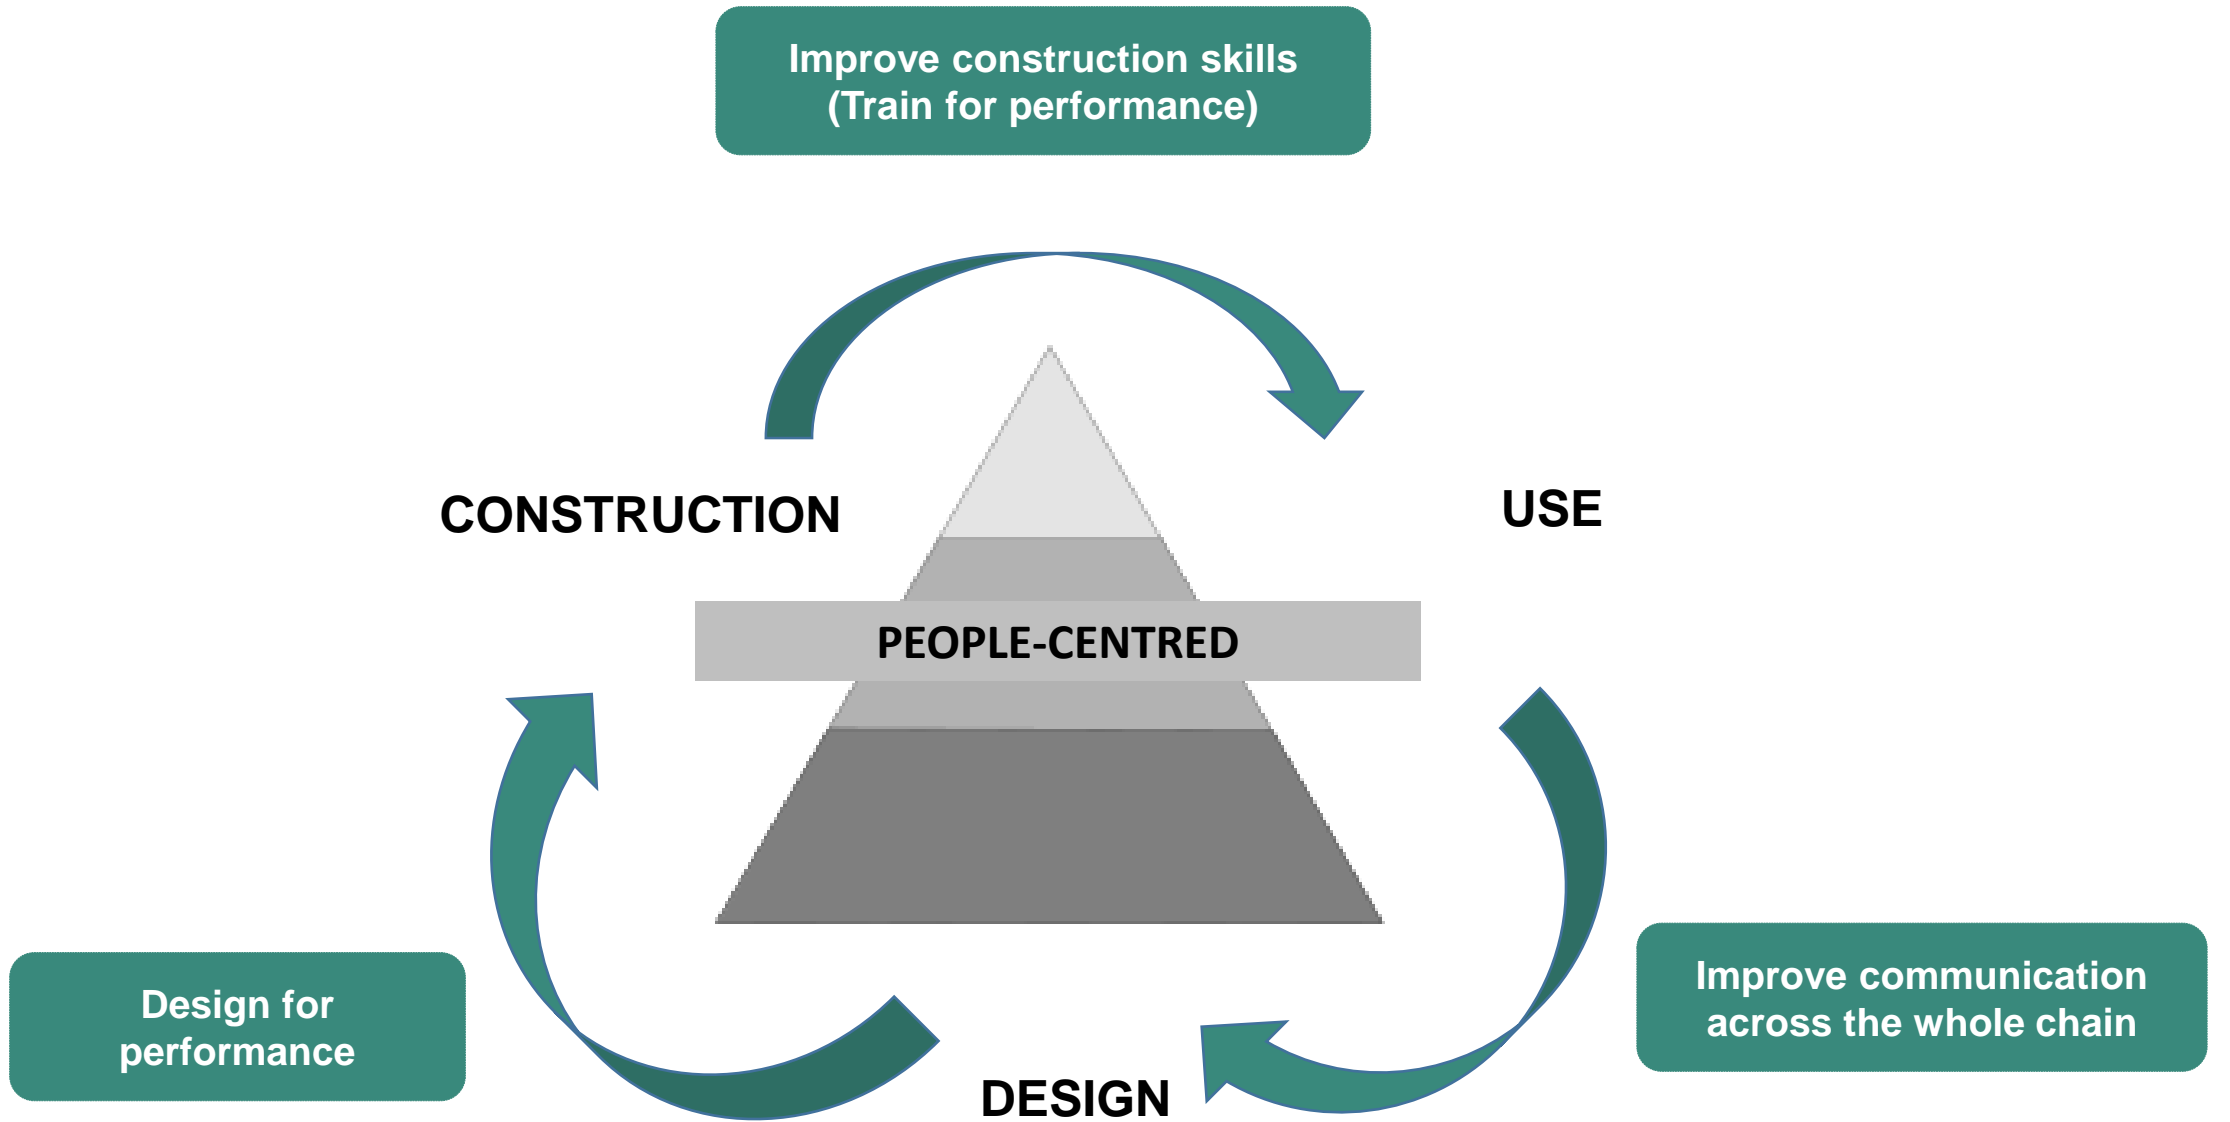 Improve construction skills
(Train for performance)
CONSTRUCTION
USE
PEOPLE-CENTRED
Design for
performance
Improve communication
across the whole chain
DESIGN